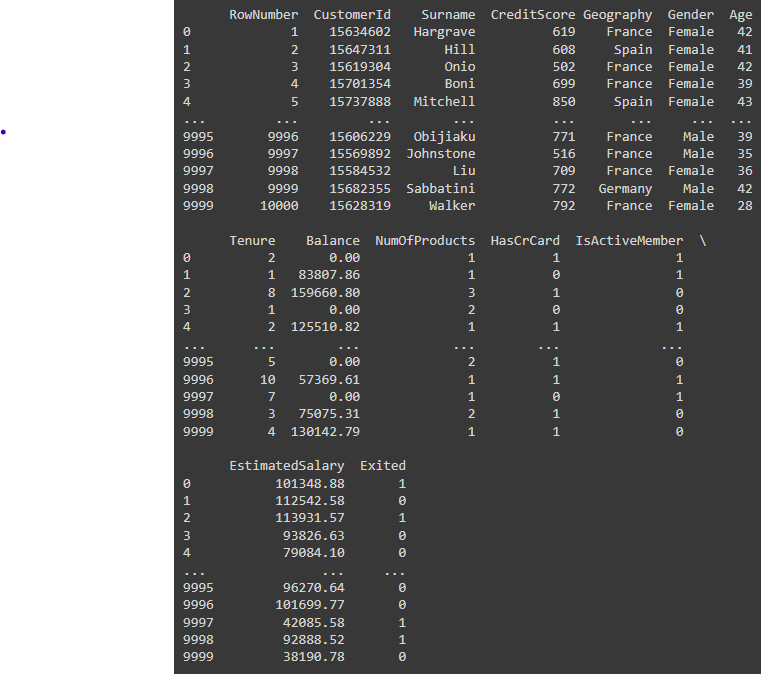 RowNumber CustomerId Surname CreditScore Geography Gender Age
0 1 15634602 Hargrave 619 France Female 42
1 2 15647311 Hill 608 Spain Female 41
2 3 15619304 Onio 502 France Female 42
3 4 15701354 Boni 699 France Female 39
4 5 15737888 Mitchell 850 Spain Female 43
... ... ... ... ... ... ... ...
9995 9996 15606229 Obijiaku 771 France Male 39
9996 9997 15569892 Johnstone 516 France Male 35
9997 9998 15584532 Liu 709 France Female 36
9998 9999 15682355 Sabbatini 772 Germany Male 42
9999 10000 15628319 Walker 792 France Female 28
Tenure Balance NumOfProducts HasCrCard IsActiveMember \
0 2 0.00 1 1 1
1 1 83807.86 1 0 1
2 8 159660.80 3 1 0
3 1 0.00 2 0 0
4 2 125510.82 1 1 1
... ... ... ... ... ...
9995 5 0.00 2 1 0
9996 10 57369.61 1 1 1
9997 7 0.00 1 0 1
9998 3 75075.31 2 1 0
9999 4 130142.79 1 1 0
EstimatedSalary Exited
0 101348.88 1
1 112542.58 0
2 113931.57 1
3 93826.63 0
4 79084.10 0
... ... ...
9995 96270.64 0
9996 101699.77 0
9997 42085.58 1
9998 92888.52 1
9999 38190.78 0